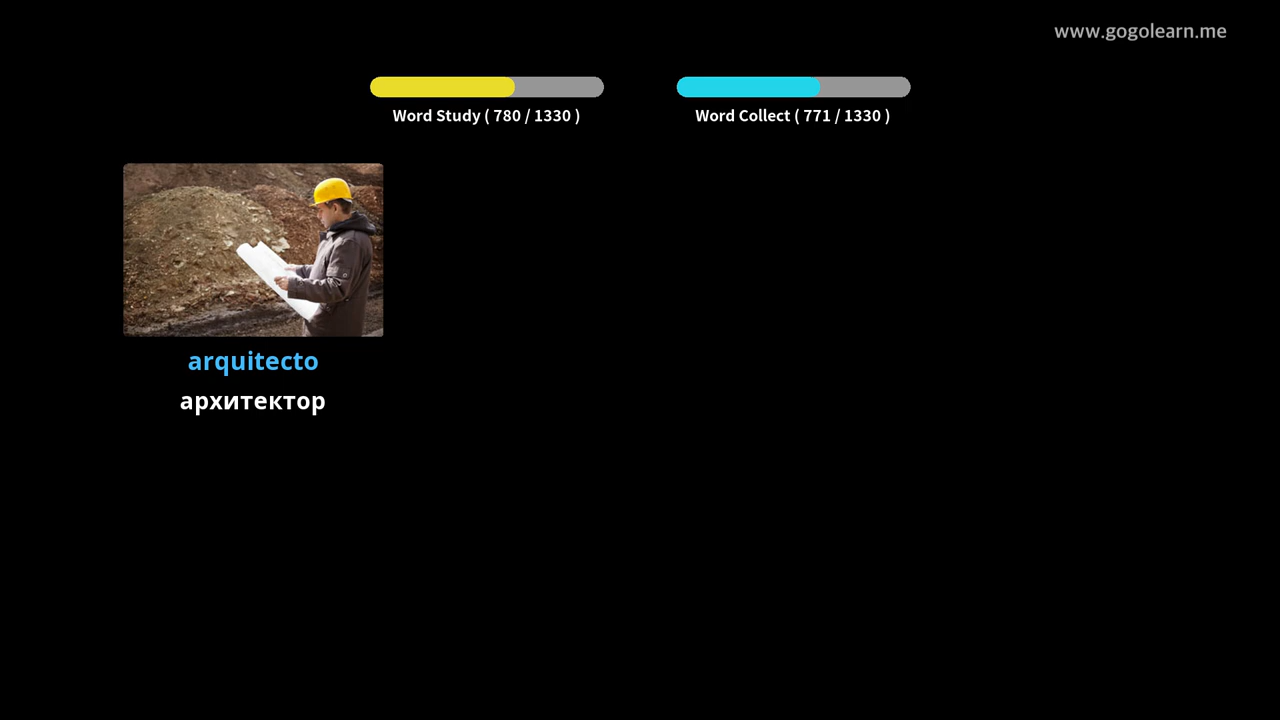 www.gogolearn.me
Word Study ( 780 / 1330 )
Word Collect ( 771 / 1330 )
arquitecto
архитектор